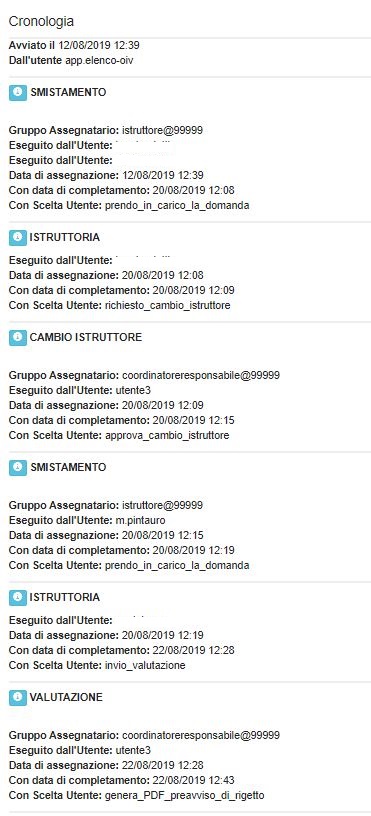 Cronologia
Avviato il 12/08/2019 12:39
Dall'utente app.elenco-oiv
SMISTAMENTO
Gruppo Assegnatario: istruttore@99999
Eseguito dall'Utente:
Eseguito dall'Utente:
Data di assegnazione: 12/08/2019 12:39
Con data di completamento: 20/08/2019 12:08
Con Scelta Utente: prendo_in_carico_la_domanda
ISTRUTTORIA
Eseguito dall'Utente:
Data di assegnazione: 20/08/2019 12:08
Con data di completamento: 20/08/2019 12:09
Con Scelta Utente: richiesto_cambio_istruttore
CAMBIO ISTRUTTORE
Gruppo Assegnatario: coordinatoreresponsabile@99999
Eseguito dall'Utente: utente3
Data di assegnazione: 20/08/2019 12:09
Con data di completamento: 20/08/2019 12:15
Con Scelta Utente: approva_cambio_istruttore
SMISTAMENTO
Gruppo Assegnatario: istruttore@99999
Eseguito dall'Utente: m.pintauro
Data di assegnazione: 20/08/2019 12:15
Con data di completamento: 20/08/2019 12:19
Con Scelta Utente: prendo_in_carico_la_domanda
ISTRUTTORIA
Eseguito dall'Utente:
Data di assegnazione: 20/08/2019 12:19
Con data di completamento: 22/08/2019 12:28
Con Scelta Utente: invio_valutazione
VALUTAZIONE
Gruppo Assegnatario: coordinatoreresponsabile@99999
Eseguito dall'Utente: utente3
Data di assegnazione: 22/08/2019 12:28
Con data di completamento: 22/08/2019 12:43
Con Scelta Utente: genera_PDF_preavviso_di_rigetto